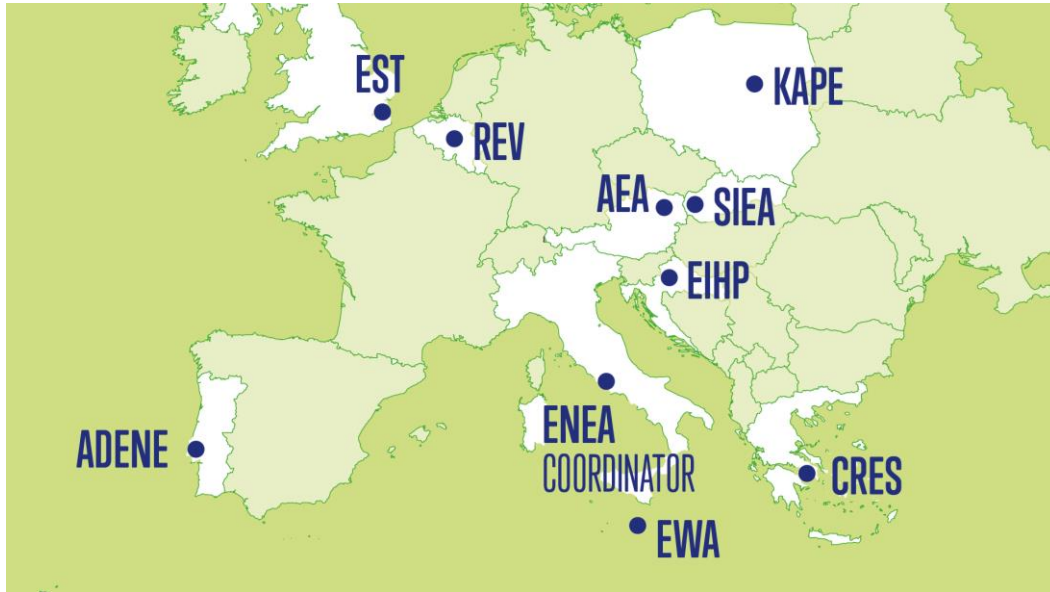 EST
KAPE
REV
AEA
SIEA
EIHP
ADENE
ENEA
COORDINATOR
CRES
EWA